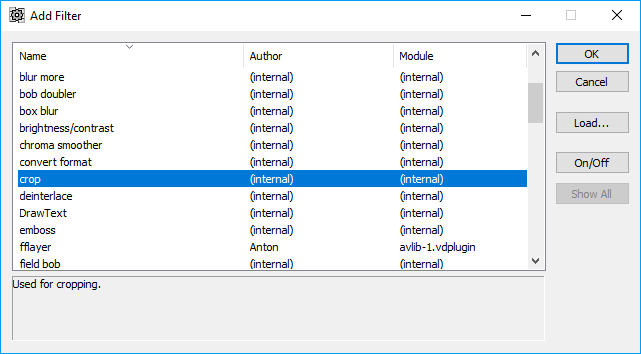 Add Filter
Name Author Module OK
blur more (internal) (internal)
bob doubler (internal) (internal) Cancel
box blur (internal) (internal)
brightness/contrast (internal) (internal) Load...
chroma smoother (internal) (internal)
convert format (internal) (internal) On/Off
crop (internal) (internal)
deinterlace (internal) (internal) Show All
DrawText (internal) (internal)
emboss (internal) (internal)
fflayer Anton avlib-1.vdplugin
field bob (internal) (internal)
Used for cropping.